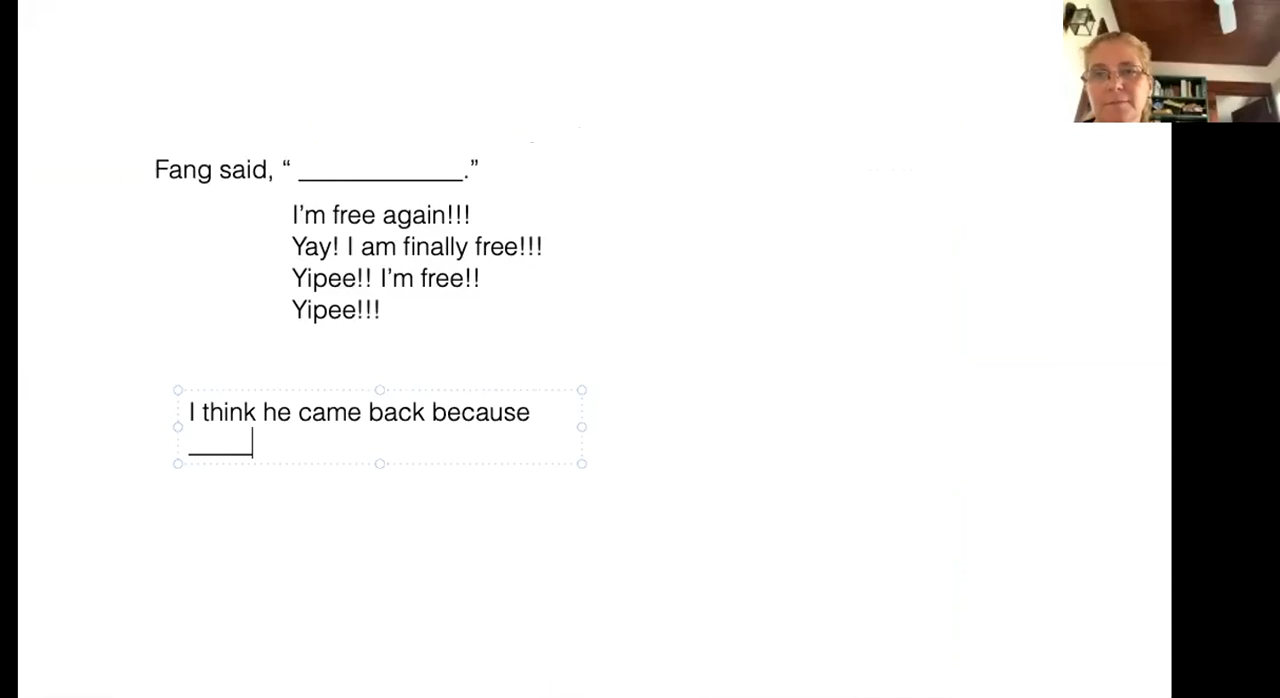 Fang said, “ ____________.”
I’m free again!!!
Yay! I am finally free!!!
Yipee!! I’m free!!
Yipee!!!
I think he came back because
_____